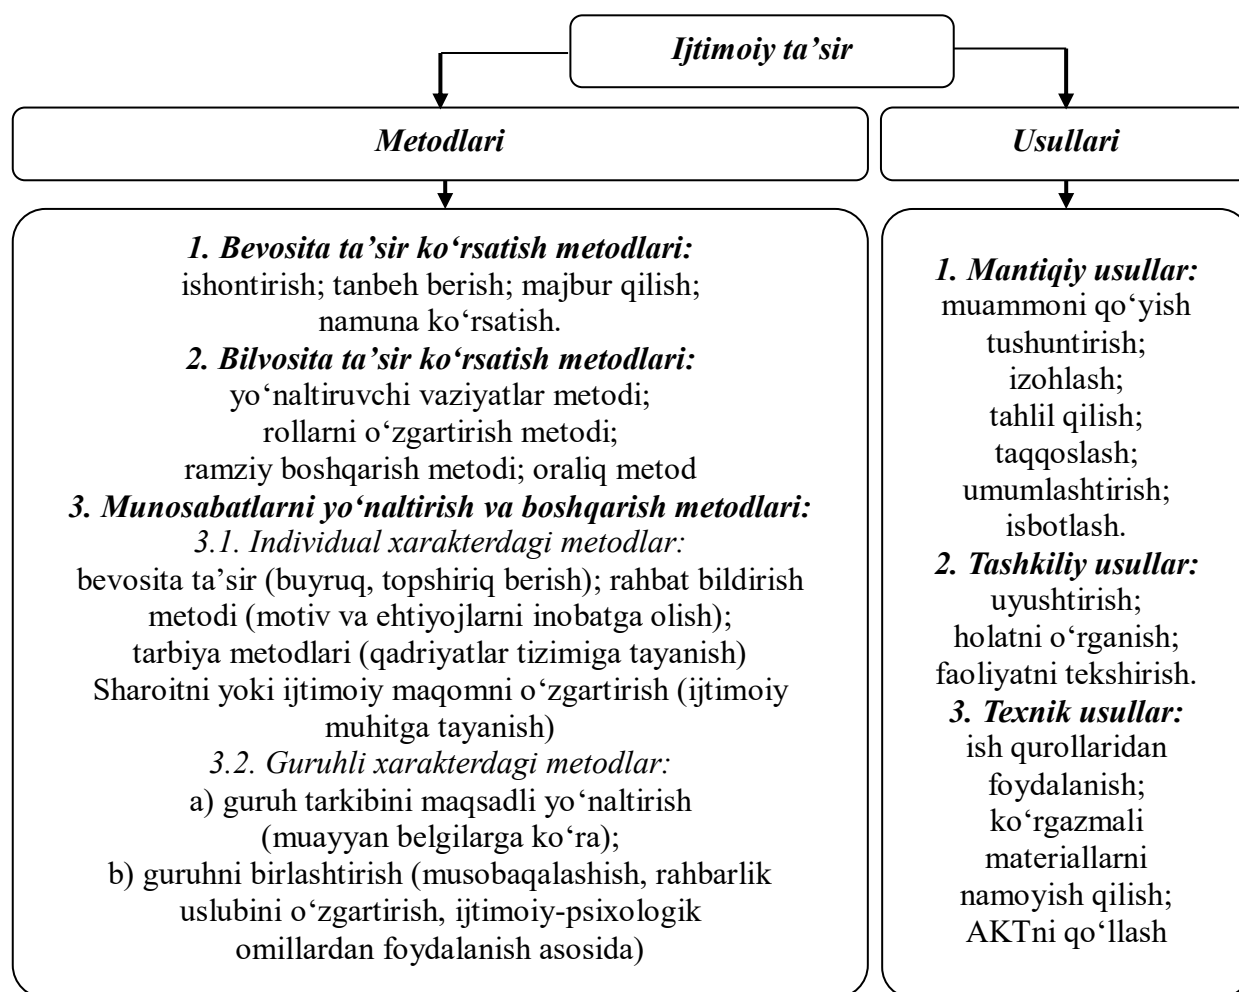 Ijtimoiy ta’sir
Metodlari
Usullari
1. Bevosita ta’sir ko‘rsatish metodlari:
ishontirish; tanbeh berish; majbur qilish;
namuna ko‘rsatish.
2. Bilvosita ta’sir ko‘rsatish metodlari:
yo‘naltiruvchi vaziyatlar metodi;
rollarni o‘zgartirish metodi;
ramziy boshqarish metodi; oraliq metod
3. Munosabatlarni yo‘naltirish va boshqarish metodlari:
3.1. Individual xarakterdagi metodlar:
bevosita ta’sir (buyruq, topshiriq berish); rahbat bildirish
metodi (motiv va ehtiyojlarni inobatga olish);
tarbiya metodlari (qadriyatlar tizimiga tayanish)
Sharoitni yoki ijtimoiy maqomni o‘zgartirish (ijtimoiy
muhitga tayanish)
3.2. Guruhli xarakterdagi metodlar:
a) guruh tarkibini maqsadli yo‘naltirish
(muayyan belgilarga ko‘ra);
b) guruhni birlashtirish (musobaqalashish, rahbarlik
uslubini o‘zgartirish, ijtimoiy-psixologik
omillardan foydalanish asosida)
1. Mantiqiy usullar:
muammoni qo‘yish
tushuntirish;
izohlash;
tahlil qilish;
taqqoslash;
umumlashtirish;
isbotlash.
2. Tashkiliy usullar:
uyushtirish;
holatni o‘rganish;
faoliyatni tekshirish.
3. Texnik usullar:
ish qurollaridan
foydalanish;
ko‘rgazmali
materiallarni
namoyish qilish;
AKTni qo‘llash